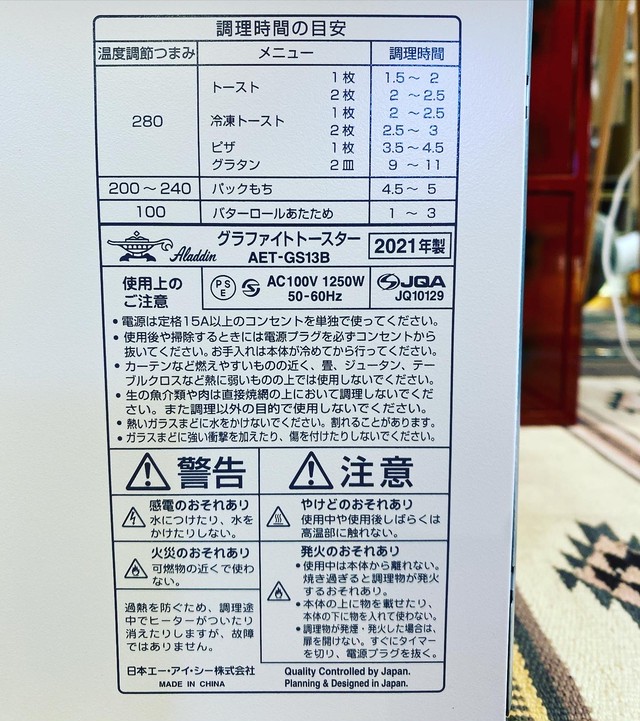 調理時間の目安
温度調節つまみ メニュー 調理時間
280 トースト 1枚 1.5～ 2
2枚 2 ～2.5
冷凍トースト 1枚 2 ～2.5
2枚 2.5～ 3
ピザ 1枚 3.5～4.5
グラタン 2皿 9 ～ 11
200～240 パックもち 4.5～ 5
100 バターロールあたため 1 ～ 3
Aladdin グラファイトトースター
AET-GS13B 2021年製
使用上の
ご注意
PSE AC100V 1250W
50-60Hz
JQA
JQ10129
•電源は定格15A以上のコンセントを単独で使ってください。
•使用後や掃除するときには電源プラグを必ずコンセントから
抜いてください。お手入れは本体が冷めてから行ってください。
•カーテンなど燃えやすいものの近く、畳、ジュータン、テー
ブルクロスなど熱に弱いものの上では使用しないでください。
•生の魚介類や肉は直接焼網の上において調理しないでくだ
さい。また調理以外の目的で使用しないでください。
•熱いガラスまどに水をかけないでください。割れることがあります。
•ガラスまどに強い衝撃を加えたり、傷を付けたりしないでください。
警告
感電のおそれあり
水につけたり、水を
かけたりしない。
火災のおそれあり
可燃物の近くで使わ
ない。
過熱を防ぐため、調理途
中でヒーターがついたり
消えたりしますが、故障
ではありません。
注意
やけどのおそれあり
使用中や使用後しばらくは
高温部に触れない。
発火のおそれあり
•使用中は本体から離れない。
焼き過ぎると調理物が発火
するおそれあり。
•本体の上に物を載せたり、
本体の下に物を入れて使わない。
•調理物が発煙・発火した場合は、
扉を開けない。すぐにタイマー
を切り、電源プラグを抜く。
日本エー・アイ・シー株式会社
MADE IN CHINA
Quality Controlled by Japan.
Planning & Designed in Japan.